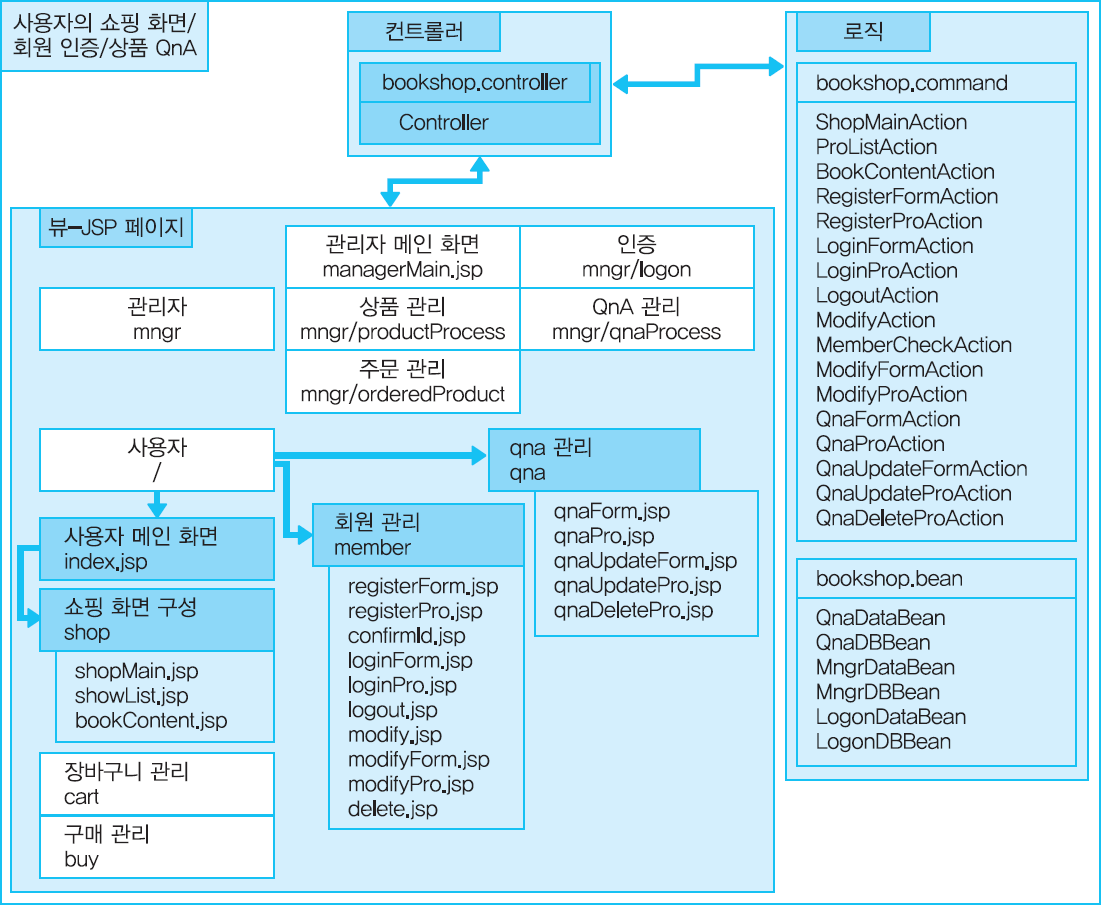 사용자의 쇼핑 화면/
회원 인증/상품 QnA
컨트롤러
bookshop.controller
Controller
로직
bookshop.command
ShopMainAction
ProListAction
BookContentAction
RegisterFormAction
RegisterProAction
LoginFormAction
LoginProAction
LogoutAction
ModifyAction
MemberCheckAction
ModifyFormAction
ModifyProAction
QnaFormAction
QnaProAction
QnaUpdateFormAction
QnaUpdateProAction
QnaDeleteProAction
bookshop.bean
QnaDataBean
QnaDBBean
MngrDataBean
MngrDBBean
LogonDataBean
LogonDBBean
뷰-JSP 페이지
관리자
mngr
관리자 메인 화면
managerMain.jsp
인증
mngr/logon
상품 관리
mngr/productProcess
QnA 관리
mngr/qnaProcess
주문 관리
mngr/orderedProduct
사용자
/
사용자 메인 화면
index.jsp
쇼핑 화면 구성
shop
shopMain.jsp
showList.jsp
bookContent.jsp
장바구니 관리
cart
구매 관리
buy
회원 관리
member
registerForm.jsp
registerPro.jsp
confirmId.jsp
loginForm.jsp
loginPro.jsp
logout.jsp
modify.jsp
modifyForm.jsp
modifyPro.jsp
delete.jsp
qna 관리
qna
qnaForm.jsp
qnaPro.jsp
qnaUpdateForm.jsp
qnaUpdatePro.jsp
qnaDeletePro.jsp